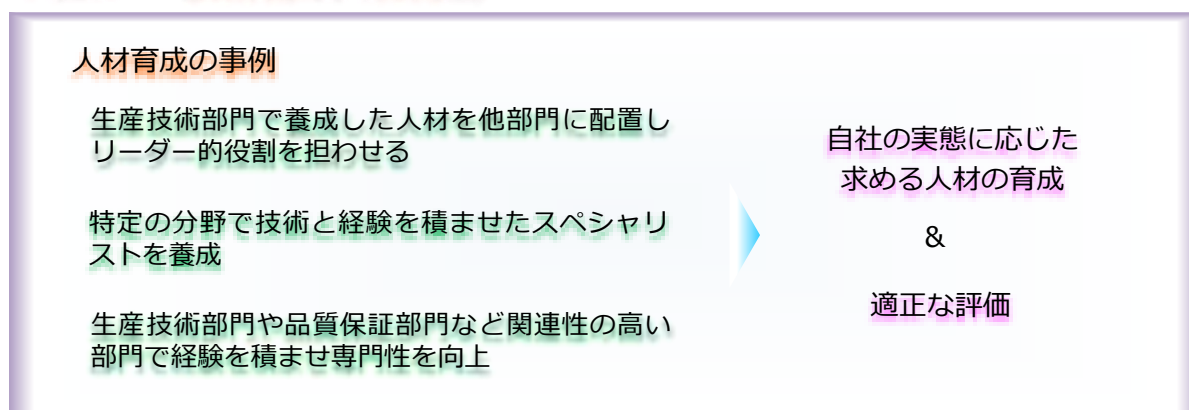 人材育成の事例
生産技術部門で養成した人材を他部門に配置し
リーダー的役割を担わせる
特定の分野で技術と経験を積ませたスペシャリ
ストを養成
生産技術部門や品質保証部門など関連性の高い
部門で経験を積ませ専門性を向上
自社の実態に応じた
求める人材の育成
&
適正な評価